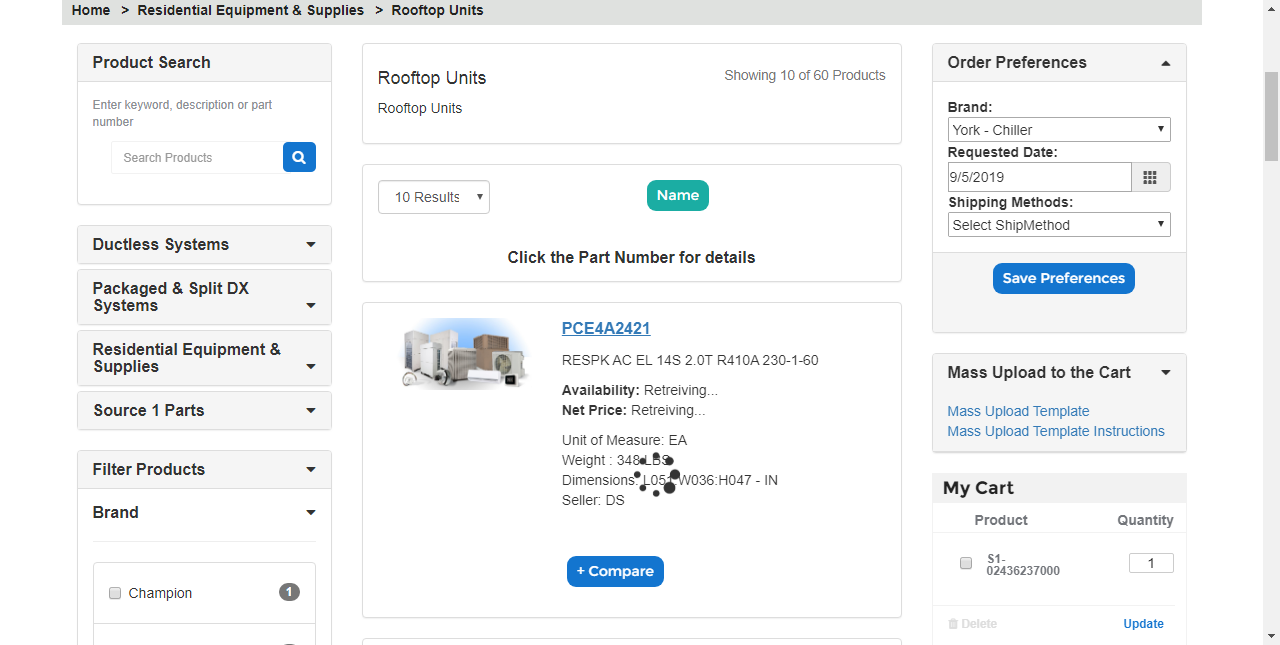 Home > Residential Equipment & Supplies > Rooftop Units
Product Search
Enter keyword, description or part
number
Search Products
Ductless Systems
Packaged & Split DX
Systems
Residential Equipment &
Supplies
Source 1 Parts
Filter Products
Brand
Champion
1
Rooftop Units
Showing 10 of 60 Products
Rooftop Units
10 Results
Name
Click the Part Number for details
PCE4A2421
RESPK AC EL 14S 2.0T R410A 230-1-60
Availability: Retreiving...
Net Price: Retreiving...
Unit of Measure: EA
Weight : 348 LBS
Dimensions: L051:W036:H047 - IN
Seller: DS
+ Compare
Order Preferences
Brand:
York - Chiller
Requested Date:
9/5/2019
Shipping Methods:
Select ShipMethod
Save Preferences
Mass Upload to the Cart
Mass Upload Template
Mass Upload Template Instructions
My Cart
Product Quantity
S1-
02436237000
1
Delete Update